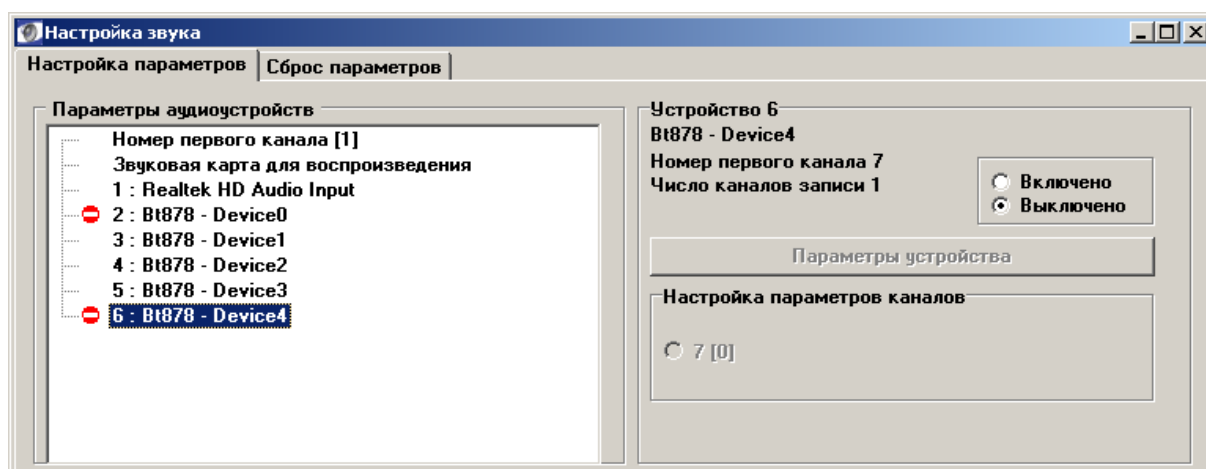 Настройка звука
Настройка параметров
Сброс параметров
Параметры аудиоустройств
Номер первого канала [1]
Звуковая карта для воспроизведения
1 : Realtek HD Audio Input
2 : Bt878 - Device0
3 : Bt878 - Device1
4 : Bt878 - Device2
5 : Bt878 - Device3
6 : Bt878 - Device4
Устройство 6
Bt878 - Device4
Номер первого канала 7
Число каналов записи 1
Включено
Выключено
Параметры устройства
Настройка параметров каналов
7 [0]